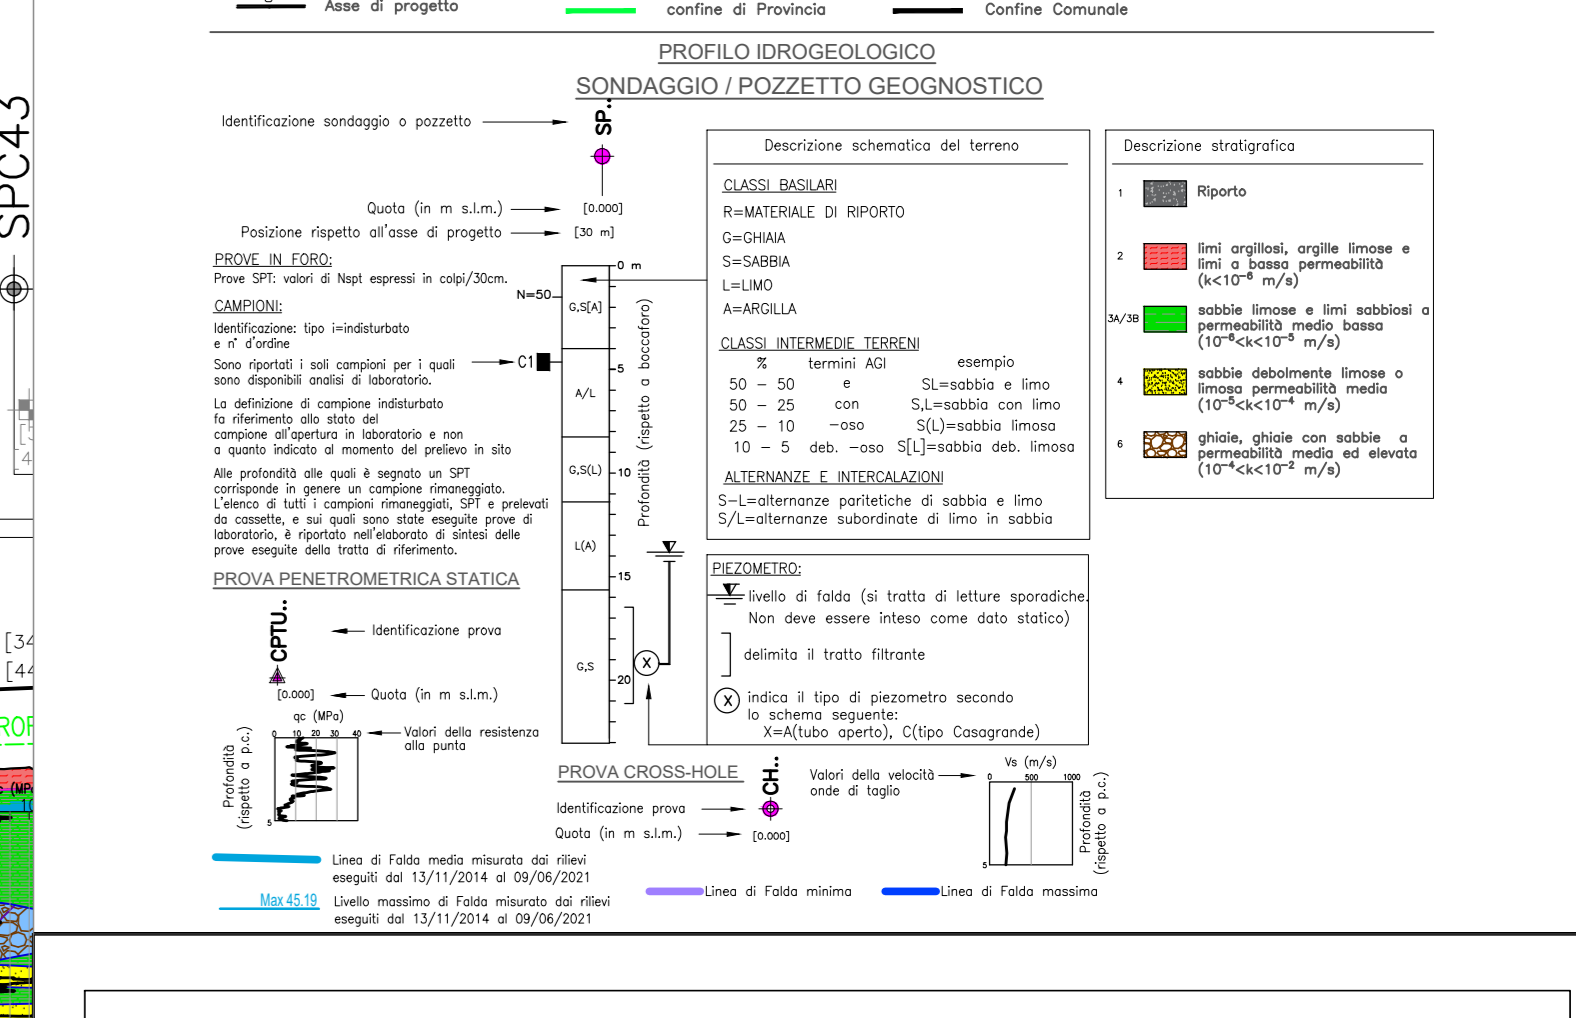 Asse di progetto
confine di Provincia
Confine Comunale
PROFILO IDROGEOLOGICO
SONDAGGIO / POZZETTO GEOGNOSTICO
SPC43
Identificazione sondaggio o pozzetto
SP..
Quota (in m s.l.m.)
[0.000]
Posizione rispetto all'asse di progetto
[30 m]
PROVE IN FORO:
Prove SPT: valori di Nspt espressi in colpi/30cm.
N=50
CAMPIONI:
Identificazione: tipo i=indisturbato
e n° d'ordine
Sono riportati i soli campioni per i quali
sono disponibili analisi di laboratorio.
C1
La definizione di campione indisturbato
fa riferimento allo stato del
campione all'apertura in laboratorio e non
a quanto indicato al momento del prelievo in sito
Alle profondità alle quali è segnato un SPT
corrisponde in genere un campione rimaneggiato.
L'elenco di tutti i campioni rimaneggiati, SPT e prelevati
da cassette, e sui quali sono state eseguite prove di
laboratorio, è riportato nell'elaborato di sintesi delle
prove eseguite della tratta di riferimento.
0 m
5
10
15
20
G,S[A]
A/L
G,S(L)
L(A)
G,S
Profondità (rispetto a boccaforo)
X
Descrizione schematica del terreno
CLASSI BASILARI
R=MATERIALE DI RIPORTO
G=GHIAIA
S=SABBIA
L=LIMO
A=ARGILLA
CLASSI INTERMEDIE TERRENI
% termini AGI esempio
50 – 50 e SL=sabbia e limo
50 – 25 con S,L=sabbia con limo
25 – 10 –oso S(L)=sabbia limosa
10 – 5 deb. –oso S[L]=sabbia deb. limosa
ALTERNANZE E INTERCALAZIONI
S–L=alternanze paritetiche di sabbia e limo
S/L=alternanze subordinate di limo in sabbia
PIEZOMETRO:
livello di falda (si tratta di letture sporadiche.
Non deve essere inteso come dato statico)
delimita il tratto filtrante
X indica il tipo di piezometro secondo
lo schema seguente:
X=A(tubo aperto), C(tipo Casagrande)
Descrizione stratigrafica
1 Riporto
2 limi argillosi, argille limose e
limi a bassa permeabilità
(k<10⁻⁶ m/s)
3A/3B sabbie limose e limi sabbiosi a
permeabilità medio bassa
(10⁻⁶<k<10⁻⁵ m/s)
4 sabbie debolmente limose o
limosa permeabilità media
(10⁻⁵<k<10⁻⁴ m/s)
6 ghiaie, ghiaie con sabbie a
permeabilità media ed elevata
(10⁻⁴<k<10⁻² m/s)
PROVA PENETROMETRICA STATICA
CPTU..
Identificazione prova
[0.000]
Quota (in m s.l.m.)
qc (MPa)
0 10 20 30 40
Valori della resistenza
alla punta
Profondità
(rispetto a p.c.)
5
PROVA CROSS-HOLE
CH..
Identificazione prova
Quota (in m s.l.m.)
[0.000]
Valori della velocità
onde di taglio
Vs (m/s)
0 500 1000
5
Profondità
(rispetto a p.c.)
Linea di Falda media misurata dai rilievi
eseguiti dal 13/11/2014 al 09/06/2021
Max 45.19
Livello massimo di Falda misurato dai rilievi
eseguiti dal 13/11/2014 al 09/06/2021
Linea di Falda minima
Linea di Falda massima